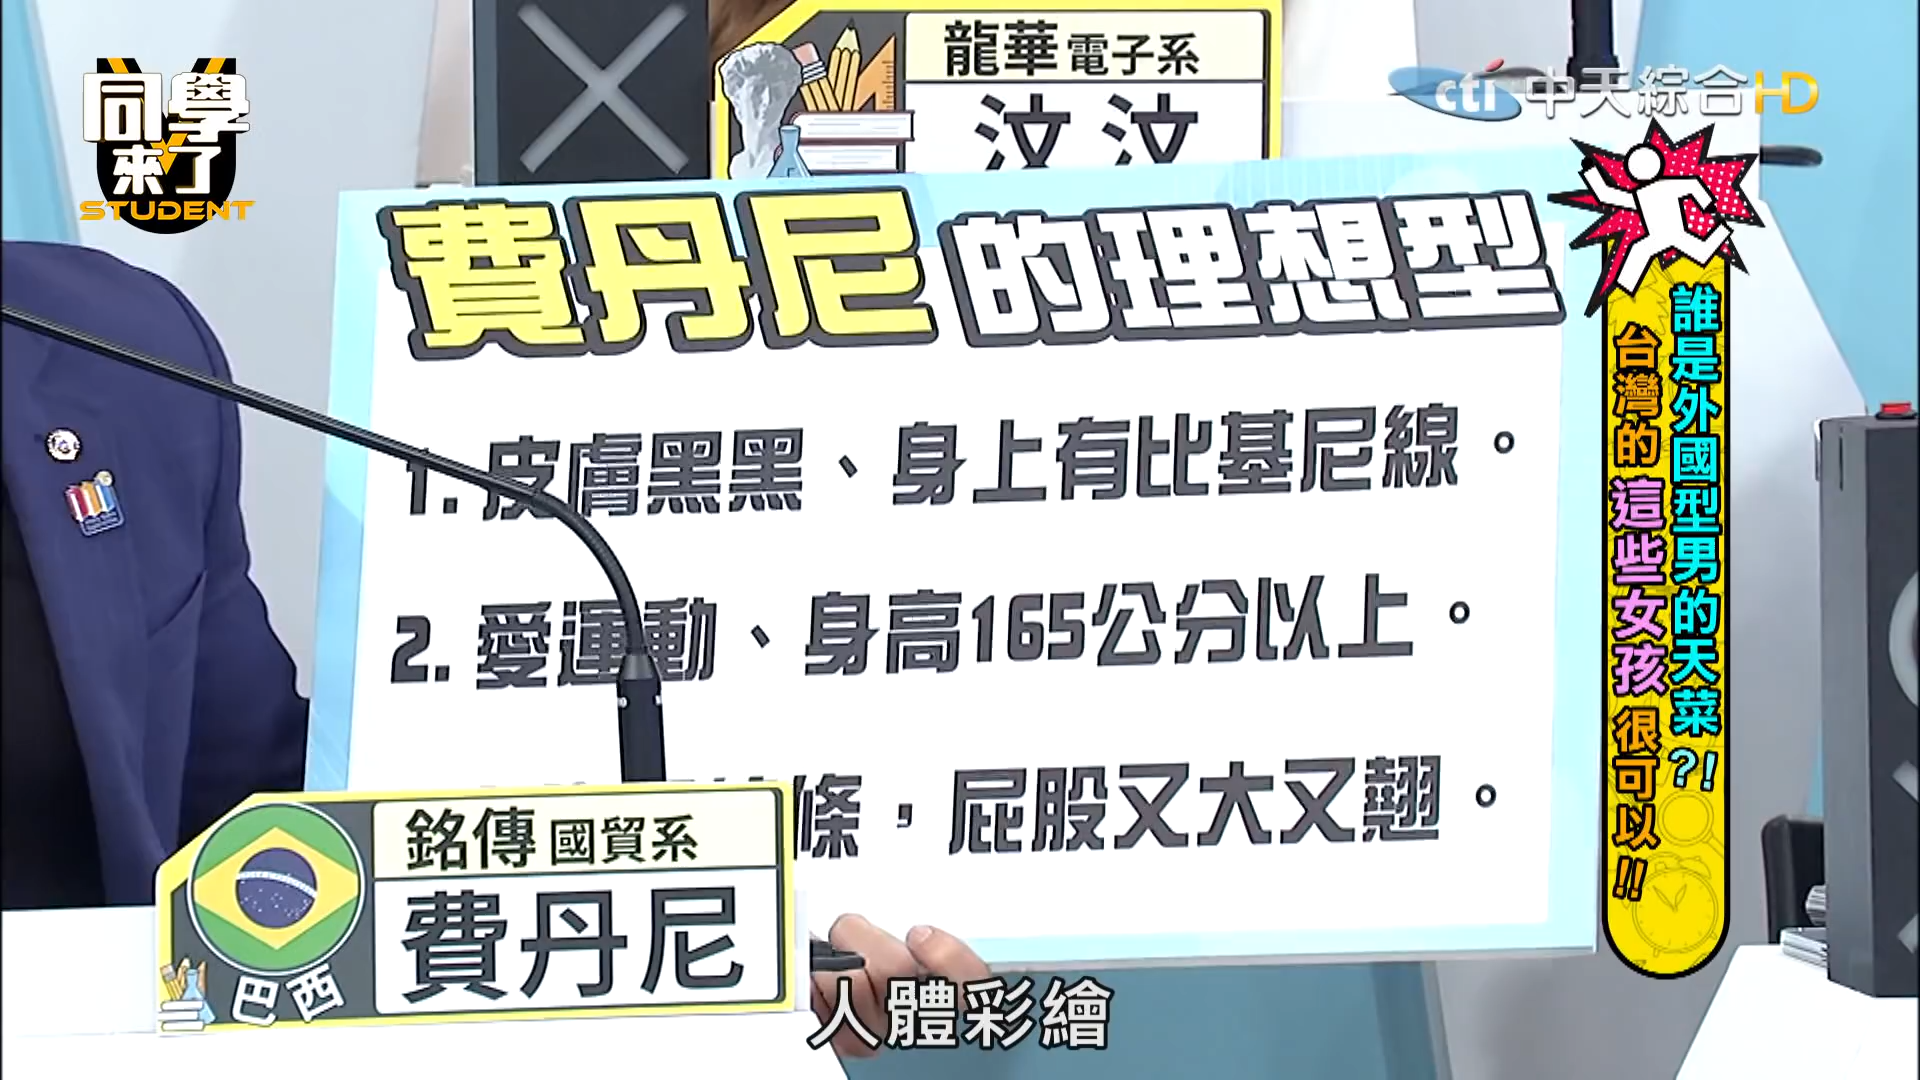 同學
來了
STUDENT
龍華 電子系
汶汶
cti 中天綜合HD
費丹尼的理想型
1. 皮膚黑黑、身上有比基尼線。
2. 愛運動、身高165公分以上。
條，屁股又大又翹。
誰是外國型男的天菜?!
台灣的這些女孩很可以!!
銘傳 國貿系
費丹尼
巴西
人體彩繪